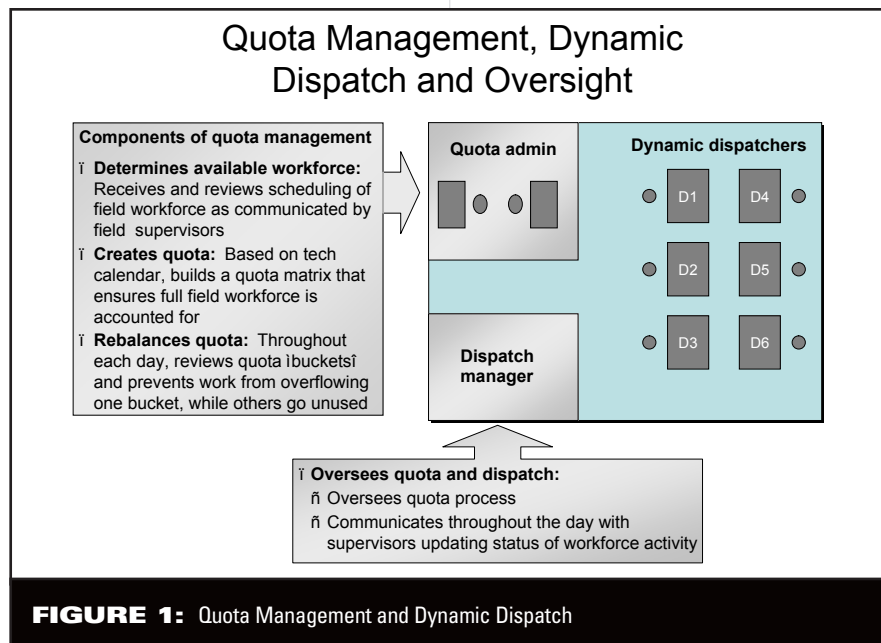 Quota Management, Dynamic
Dispatch and Oversight
Components of quota management
ï Determines available workforce:
Receives and reviews scheduling of
field workforce as communicated by
field supervisors
ï Creates quota: Based on tech
calendar, builds a quota matrix that
ensures full field workforce is
accounted for
ï Rebalances quota: Throughout
each day, reviews quota ìbucketsî
and prevents work from overflowing
one bucket, while others go unused
Quota admin
Dynamic dispatchers
D1
D4
D2
D5
D3
D6
Dispatch
manager
ï Oversees quota and dispatch:
ñ Oversees quota process
ñ Communicates throughout the day with
supervisors updating status of workforce activity
FIGURE 1: Quota Management and Dynamic Dispatch